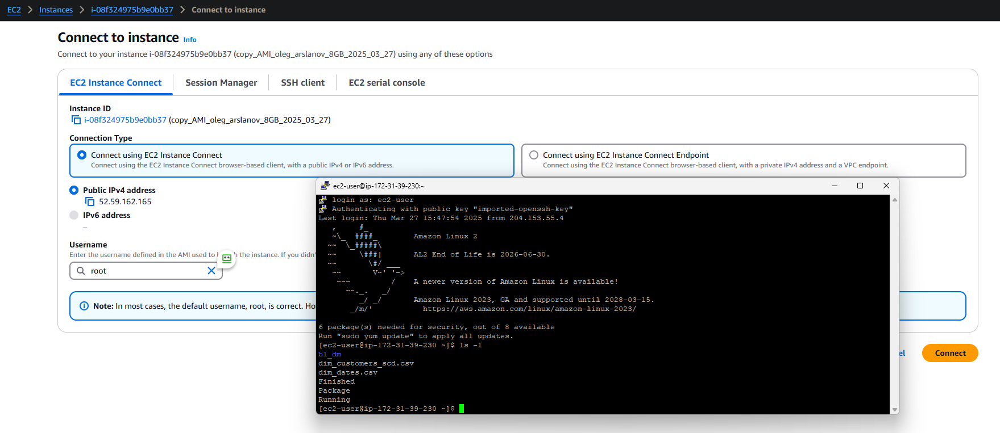 EC2 > Instances > i-08f324975b9e0bb37 > Connect to instance
Connect to instance Info
Connect to your instance i-08f324975b9e0bb37 (copy_AMI_oleg_arslanov_8GB_2025_03_27) using any of these options
EC2 Instance Connect
Session Manager
SSH client
EC2 serial console
Instance ID
i-08f324975b9e0bb37 (copy_AMI_oleg_arslanov_8GB_2025_03_27)
Connection Type
Connect using EC2 Instance Connect
Connect using the EC2 Instance Connect browser-based client, with a public IPv4 or IPv6 address.
Connect using EC2 Instance Connect Endpoint
Connect using the EC2 Instance Connect browser-based client, with a private IPv4 address and a VPC endpoint.
Public IPv4 address
52.59.162.165
IPv6 address
–
Username
Enter the username defined in the AMI used to h the instance. If you didn'
root
Note: In most cases, the default username, root, is correct. Ho
el
Connect
ec2-user@ip-172-31-39-230:~
login as: ec2-user
Authenticating with public key "imported-openssh-key"
Last login: Thu Mar 27 15:47:54 2025 from 204.153.55.4
   ,     #_
   ~\_  ####_        Amazon Linux 2
  ~~  \_#####\
  ~~     \###|       AL2 End of Life is 2026-06-30.
  ~~       \#/ ___
   ~~       V~' '->
    ~~~         /    A newer version of Amazon Linux is available!
      ~~._.   _/
         _/ _/       Amazon Linux 2023, GA and supported until 2028-03-15.
       _/m/'           https://aws.amazon.com/linux/amazon-linux-2023/
6 package(s) needed for security, out of 8 available
Run "sudo yum update" to apply all updates.
[ec2-user@ip-172-31-39-230 ~]$ ls -1
bl_dm
dim_customers_scd.csv
dim_dates.csv
Finished
Package
Running
[ec2-user@ip-172-31-39-230 ~]$